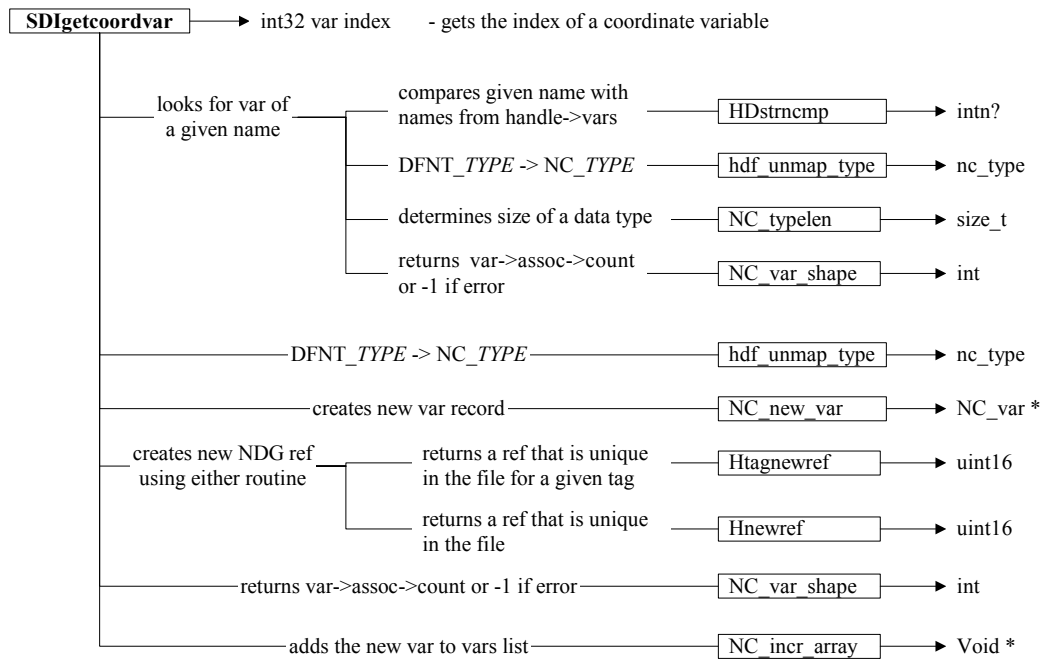 SDIgetcoordvar int32 var index - gets the index of a coordinate variable
looks for var of
a given name
compares given name with
names from handle->vars
HDstrncmp intn?
DFNT_TYPE -> NC_TYPE hdf_unmap_type nc_type
determines size of a data type NC_typelen size_t
returns var->assoc->count
or -1 if error
NC_var_shape int
DFNT_TYPE -> NC_TYPE hdf_unmap_type nc_type
creates new var record NC_new_var NC_var *
creates new NDG ref
using either routine
returns a ref that is unique
in the file for a given tag
Htagnewref uint16
returns a ref that is unique
in the file
Hnewref uint16
returns var->assoc->count or -1 if error NC_var_shape int
adds the new var to vars list NC_incr_array Void *